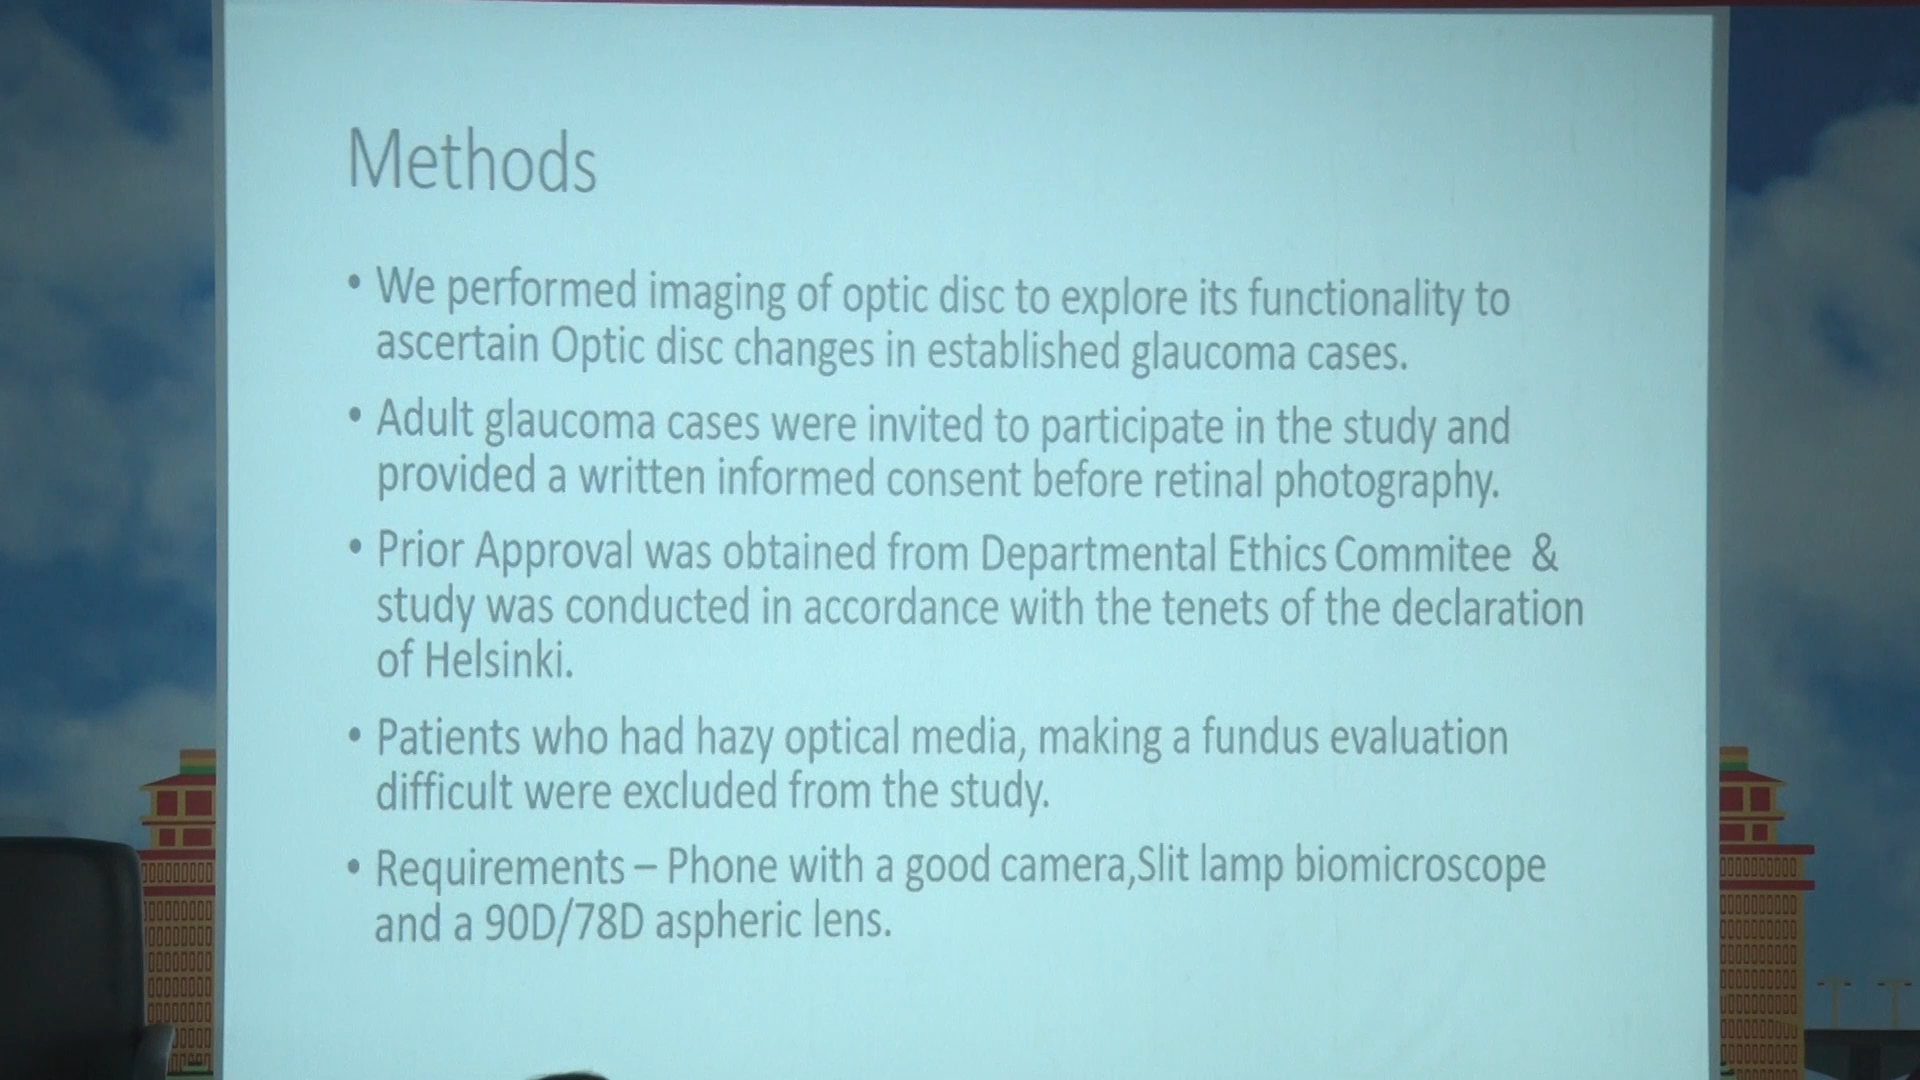 Methods
• We performed imaging of optic disc to explore its functionality to
ascertain Optic disc changes in established glaucoma cases.
• Adult glaucoma cases were invited to participate in the study and
provided a written informed consent before retinal photography.
• Prior Approval was obtained from Departmental Ethics Commitee &
study was conducted in accordance with the tenets of the declaration
of Helsinki.
• Patients who had hazy optical media, making a fundus evaluation
difficult were excluded from the study.
• Requirements – Phone with a good camera,Slit lamp biomicroscope
and a 90D/78D aspheric lens.